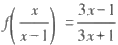 f(x/(x-1)) = (3x-1)/(3x+1)